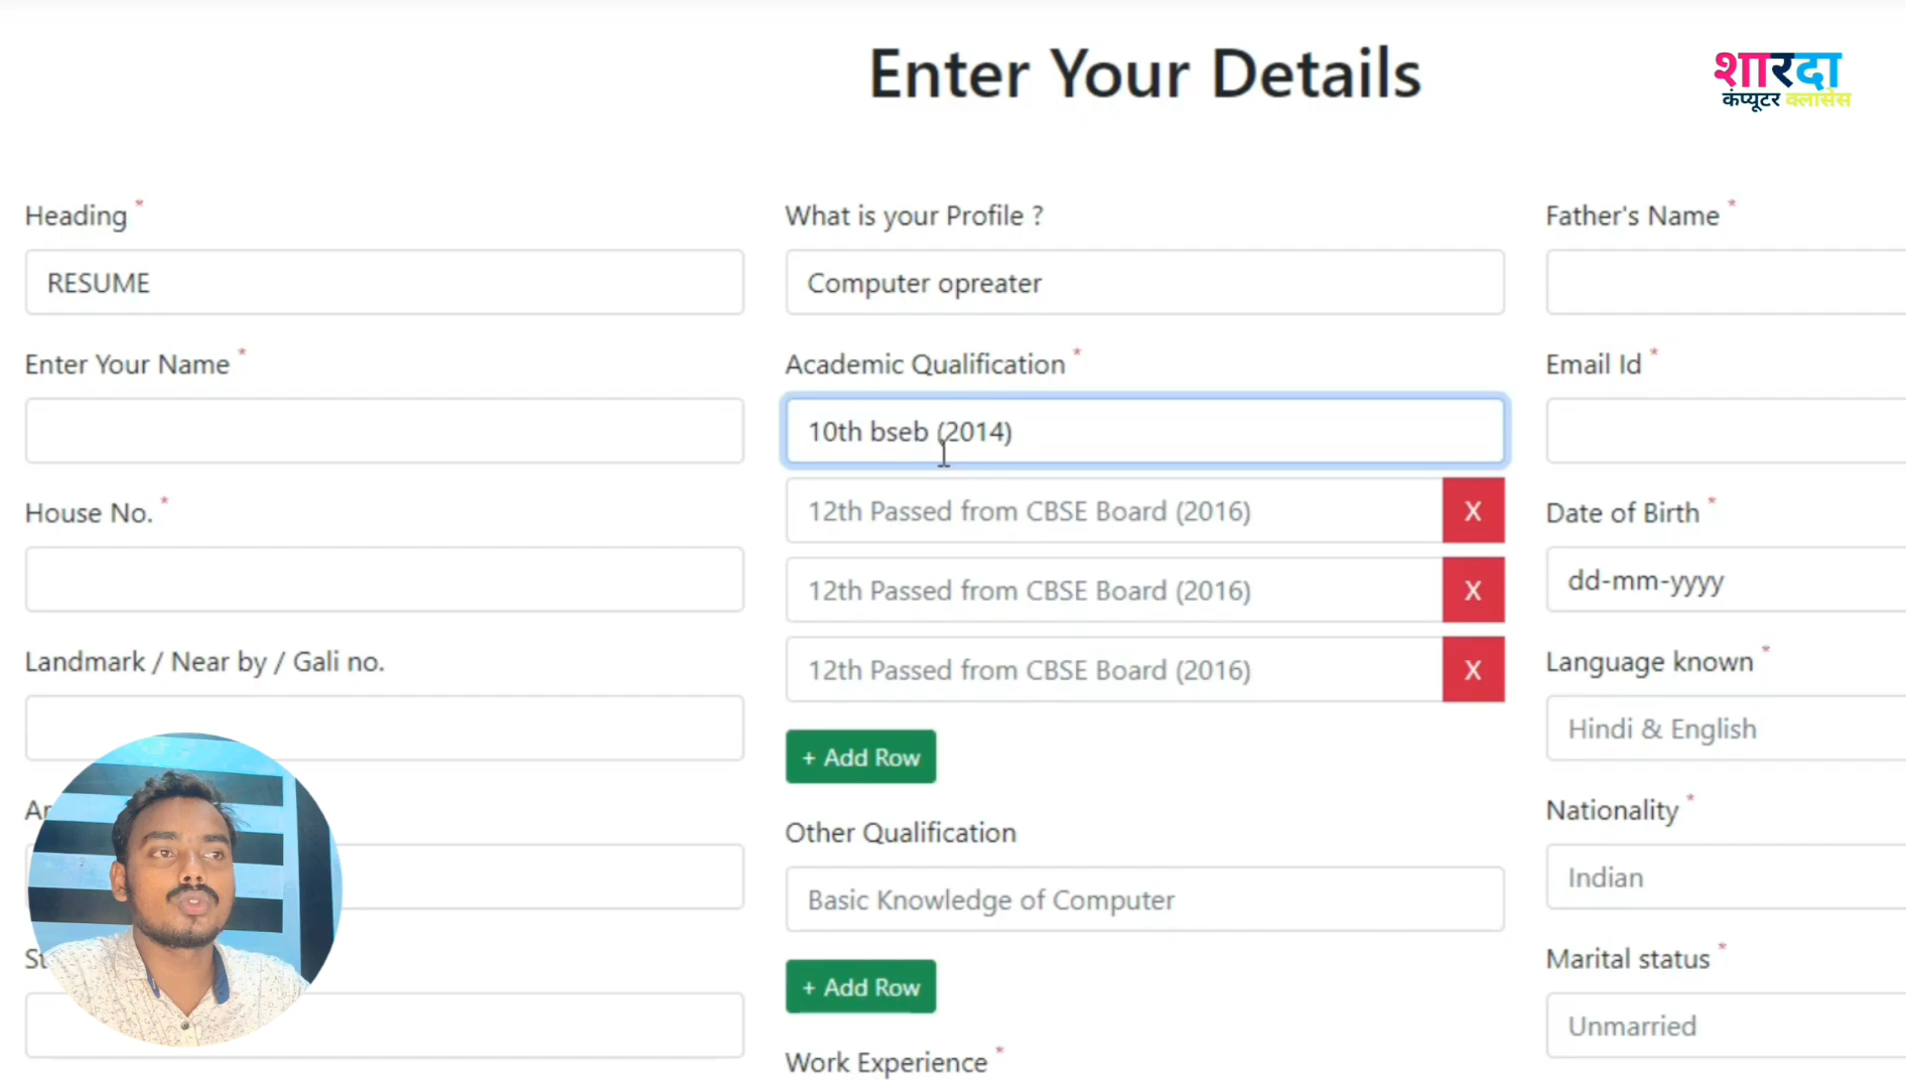 Enter Your Details
शारदा
कंप्यूटर क्लासेस
Heading *
RESUME
Enter Your Name *
House No. *
Landmark / Near by / Gali no.
Ar
St
What is your Profile ?
Computer opreater
Academic Qualification *
10th bseb (2014)
12th Passed from CBSE Board (2016) X
12th Passed from CBSE Board (2016) X
12th Passed from CBSE Board (2016) X
+ Add Row
Other Qualification
Basic Knowledge of Computer
+ Add Row
Work Experience *
Father's Name *
Email Id *
Date of Birth *
dd-mm-yyyy
Language known *
Hindi & English
Nationality *
Indian
Marital status *
Unmarried